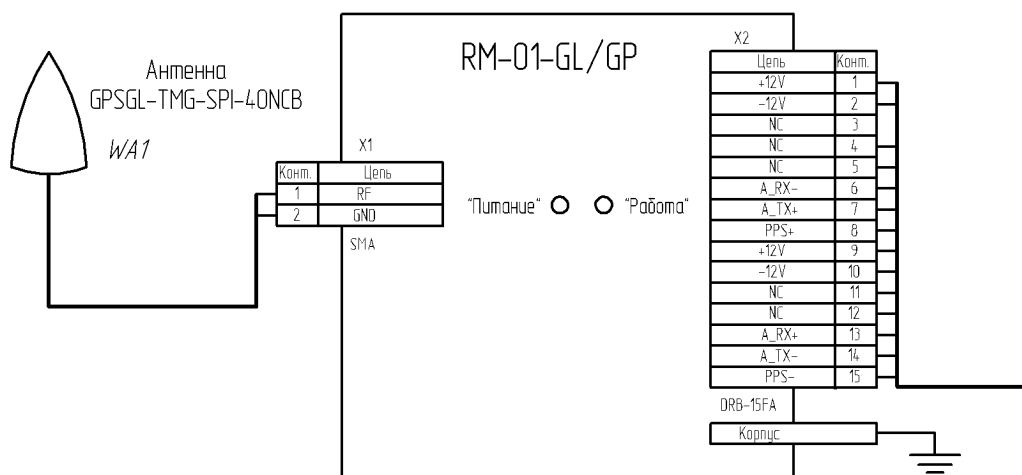 RM-01-GL/GP
Антенна
GPSGL-TMG-SPI-40NCB
WA1
X1
Конт. Цепь
1 RF
2 GND
SMA
"Питание" "Работа"
X2
Цепь Конт.
+12V 1
-12V 2
NC 3
NC 4
NC 5
A_RX- 6
A_TX+ 7
PPS+ 8
+12V 9
-12V 10
NC 11
NC 12
A_RX+ 13
A_TX- 14
PPS- 15
DRB-15FA
Корпус